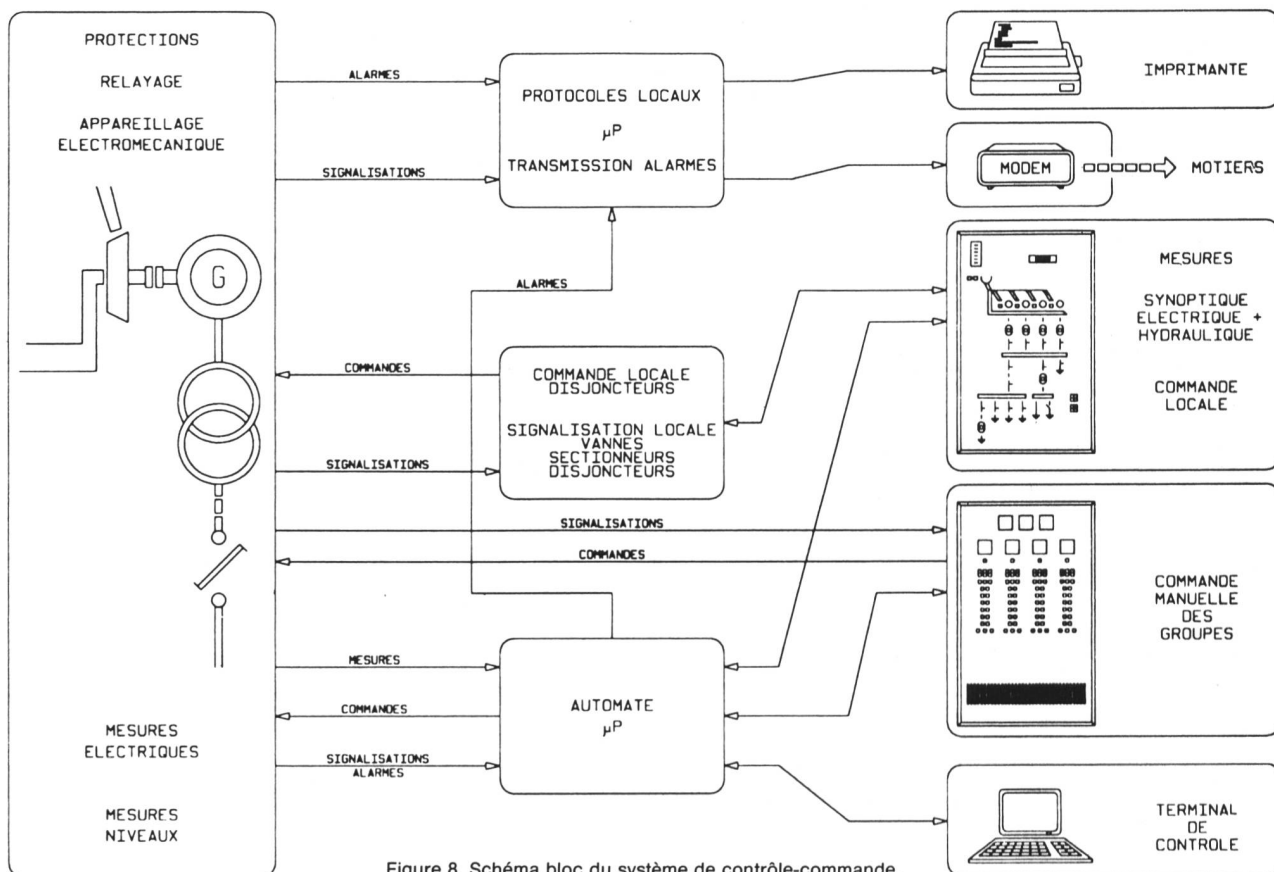 PROTECTIONS
RELAYAGE
APPAREILLAGE
ELECTROMECANIQUE
G
MESURES
ELECTRIQUES
MESURES
NIVEAUX
ALARMES
SIGNALISATIONS
ALARMES
COMMANDES
SIGNALISATIONS
SIGNALISATIONS
COMMANDES
MESURES
COMMANDES
SIGNALISATIONS
ALARMES
PROTOCOLES LOCAUX
μP
TRANSMISSION ALARMES
COMMANDE LOCALE
DISJONCTEURS
SIGNALISATION LOCALE
VANNES
SECTIONNEURS
DISJONCTEURS
AUTOMATE
μP
IMPRIMANTE
MODEM
MOTIERS
MESURES
SYNOPTIQUE
ELECTRIQUE +
HYDRAULIQUE
COMMANDE
LOCALE
COMMANDE
MANUELLE
DES
GROUPES
TERMINAL
DE
CONTROLE
Figure 8. Schéma bloc du système de contrôle-commande